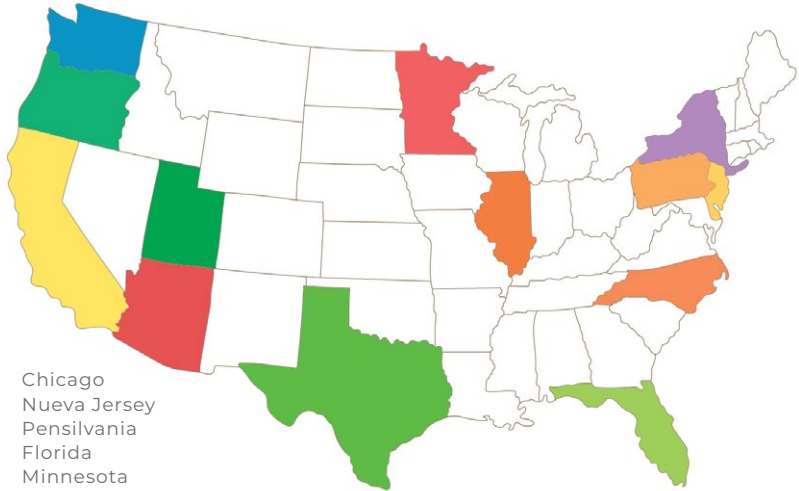 Chicago
Nueva Jersey
Pensilvania
Florida
Minnesota